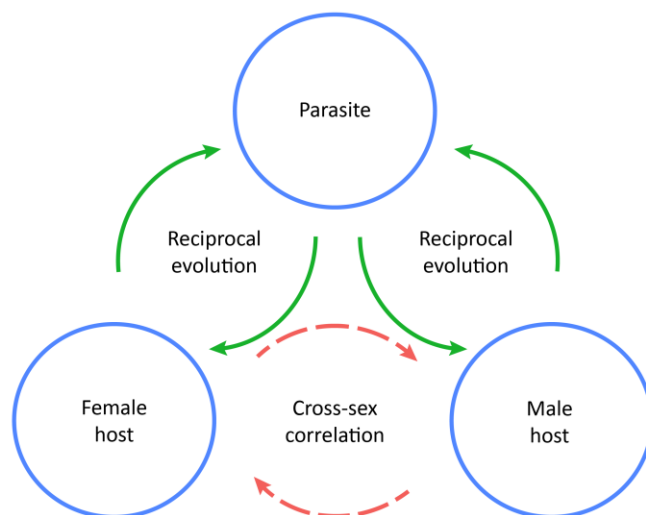 Parasite
Reciprocal
evolution
Reciprocal
evolution
Female
host
Cross-sex
correlation
Male
host